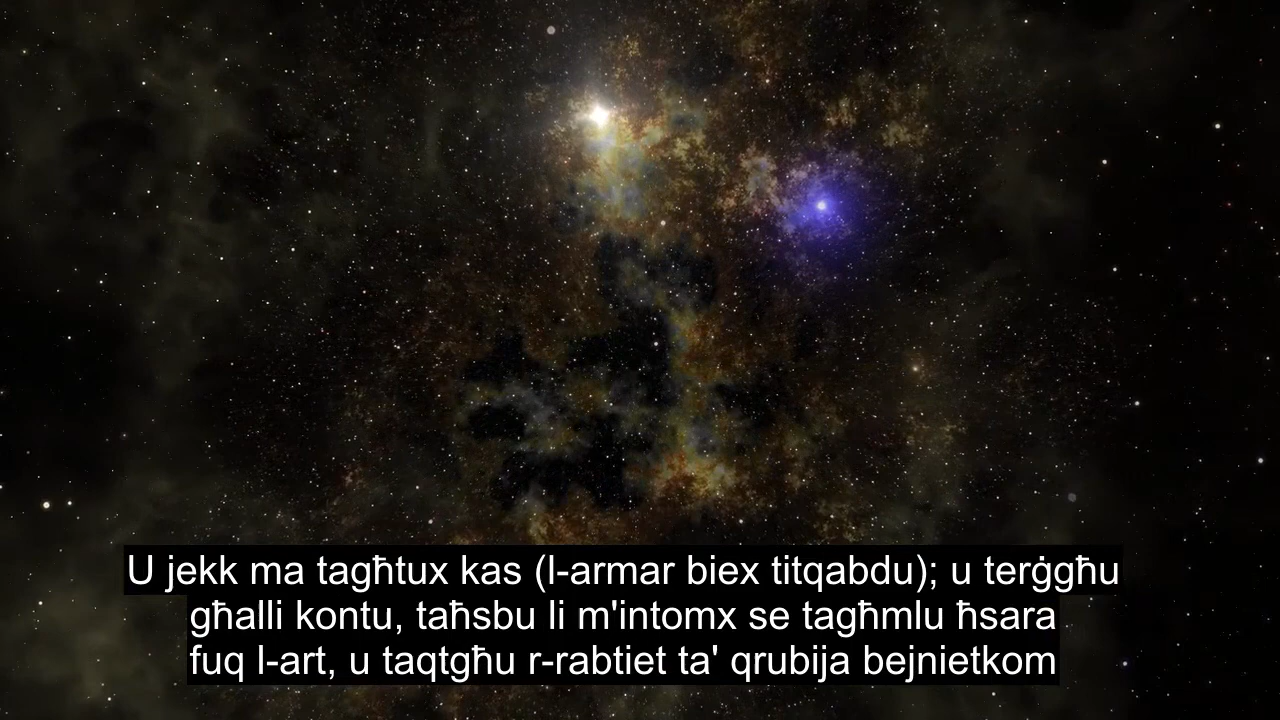 U jekk ma tagħtux kas (l-armar biex titqabdu); u terġgħu
għalli kontu, taħsbu li m'intomx se tagħmlu ħsara
fuq l-art, u taqtgħu r-rabtiet ta' qrubija bejnietkom